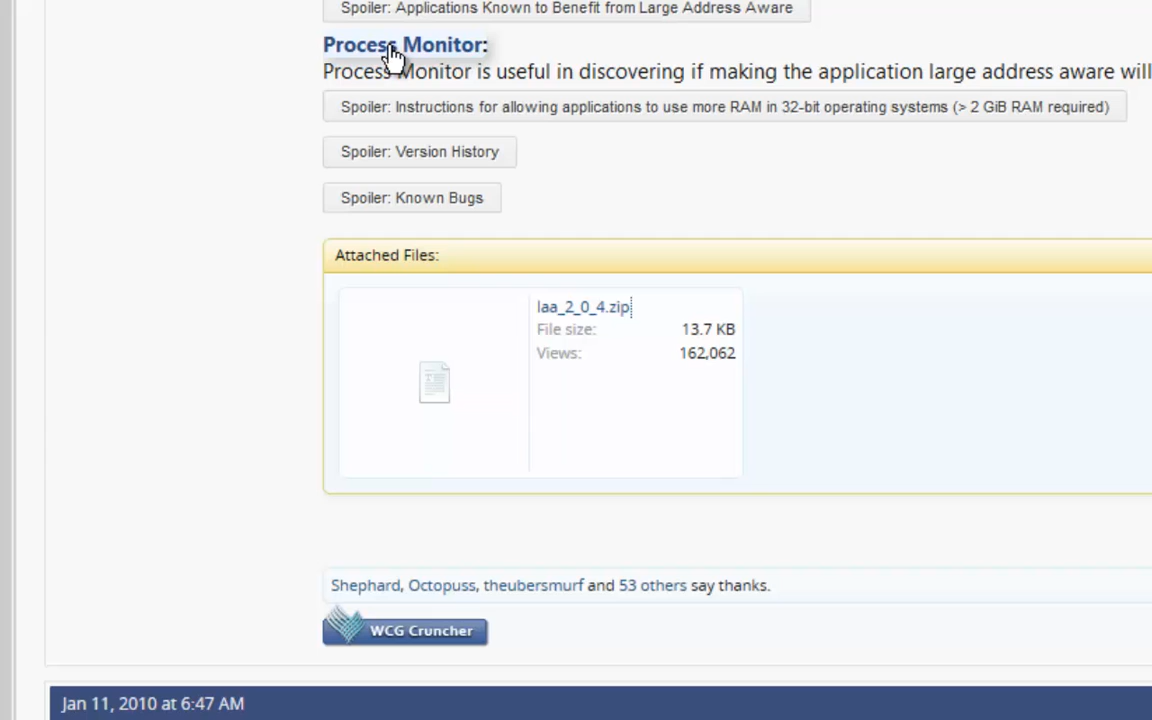 Spoiler: Applications Known to Benefit from Large Address Aware
Process Monitor:
Process Monitor is useful in discovering if making the application large address aware will
Spoiler: Instructions for allowing applications to use more RAM in 32-bit operating systems (> 2 GiB RAM required)
Spoiler: Version History
Spoiler: Known Bugs
Attached Files:
laa_2_0_4.zip
File size: 13.7 KB
Views: 162,062
Shephard, Octopuss, theubersmurf and 53 others say thanks.
WCG Cruncher
Jan 11, 2010 at 6:47 AM